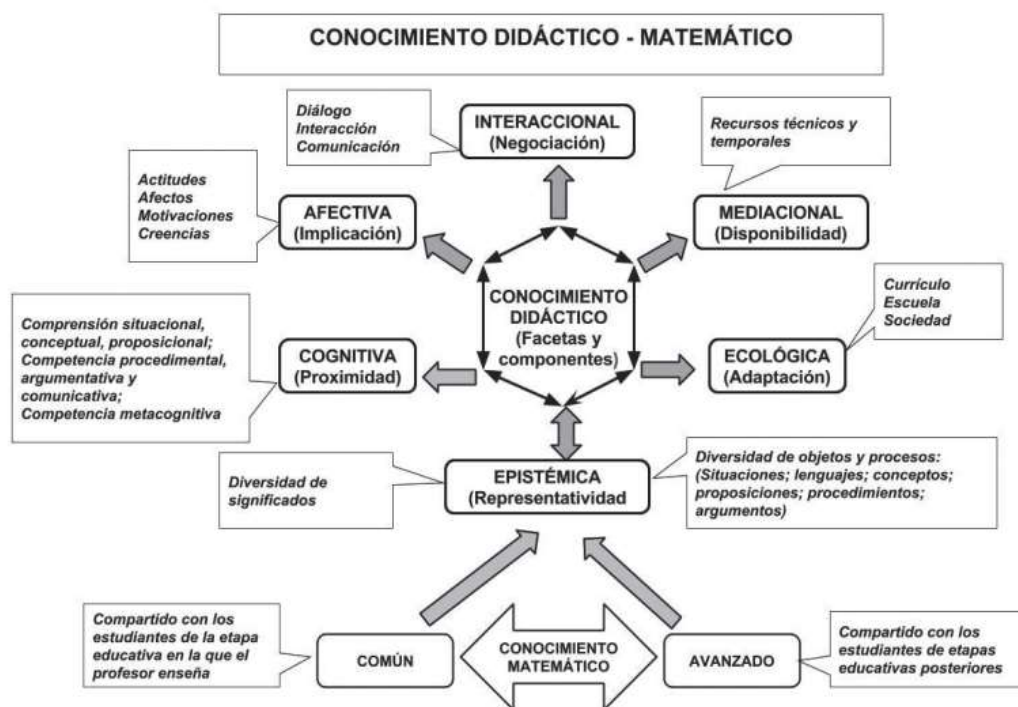 CONOCIMIENTO DIDÁCTICO - MATEMÁTICO
Diálogo
Interacción
Comunicación
INTERACCIONAL
(Negociación)
Recursos técnicos y
temporales
Actitudes
Afectos
Motivaciones
Creencias
AFECTIVA
(Implicación)
MEDIACIONAL
(Disponibilidad)
CONOCIMIENTO
DIDÁCTICO
(Facetas y
componentes)
Currículo
Escuela
Sociedad
Comprensión situacional,
conceptual, proposicional;
Competencia procedimental,
argumentativa y
comunicativa;
Competencia metacognitiva
COGNITIVA
(Proximidad)
ECOLÓGICA
(Adaptación)
Diversidad de
significados
EPISTÉMICA
(Representatividad
Diversidad de objetos y procesos:
(Situaciones; lenguajes; conceptos;
proposiciones; procedimientos;
argumentos)
Compartido con los
estudiantes de la etapa
educativa en la que el
profesor enseña
COMÚN
CONOCIMIENTO
MATEMÁTICO
AVANZADO
Compartido con los
estudiantes de etapas
educativas posteriores